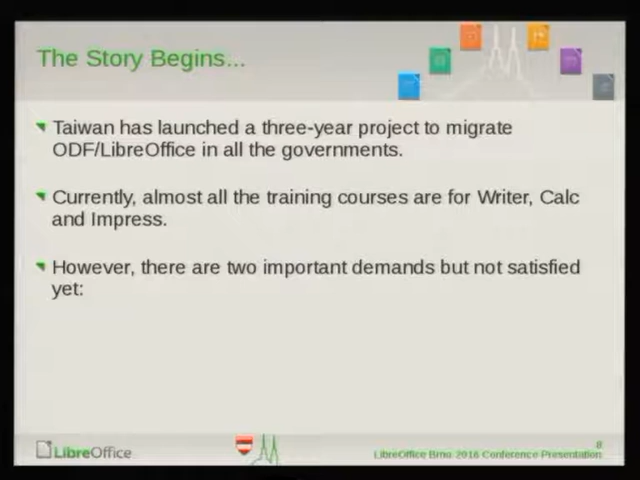 The Story Begins...
Taiwan has launched a three-year project to migrate
ODF/LibreOffice in all the governments.
Currently, almost all the training courses are for Writer, Calc
and Impress.
However, there are two important demands but not satisfied
yet:
LibreOffice
8
LibreOffice Brno 2016 Conference Presentation